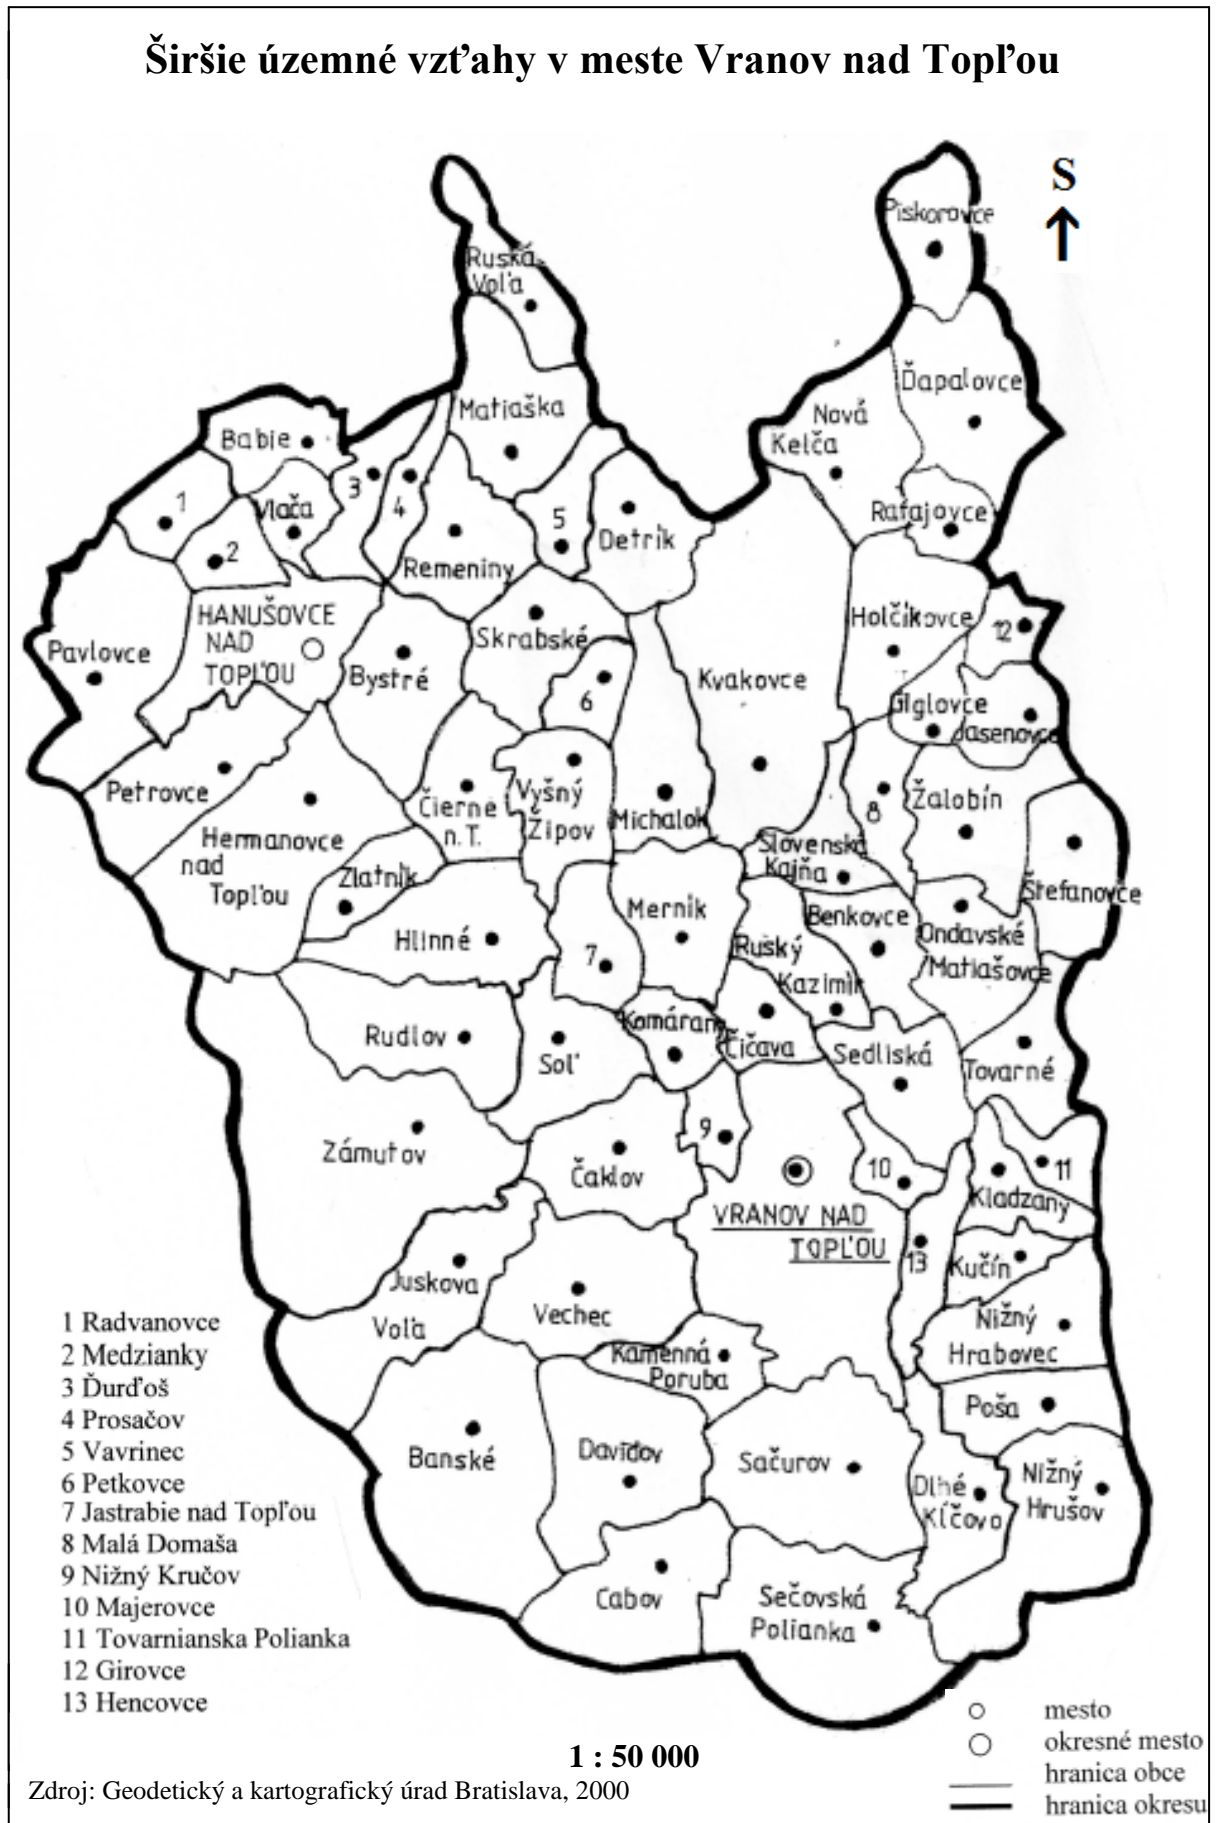 Širšie územné vzťahy v meste Vranov nad Topľou
S
Piskorovce
Ruská
Voľa
Ďapalovce
Matiaška
Nová
Kelča
Babie
1
Vlača
3
4
5
Detrík
Rafajovce
2
Remeniny
HANUŠOVCE
NAD
TOPĽOU
Skrabské
Holčíkovce
12
Pavlovce
Bystré
6
Kvakovce
Giglovce
Jasenovce
Petrovce
Čierne
n.T.
Vyšný
Žipov
Michalok
8
Žalobín
Hermanovce
nad
Topľou
Zlatník
Slovenská
Kajňa
Štefanovce
Hlinné
7
Merník
Ruský
Kazimír
Benkovce
Ondavské
Matiašovce
Rudlov
Soľ
Komárany
Čičava
Sedliská
Tovarné
Zámutov
Čaklov
9
10
11
Kladzany
VRANOV NAD
TOPĽOU
13
Kučín
Juskova
Voľa
Vechec
Nižný
Hrabovec
Kamenná
Poruba
Poša
Banské
Davidov
Sačurov
Dlhé
Kĺčovo
Nižný
Hrušov
Cabov
Sečovská
Polianka
1 Radvanovce
2 Medzianky
3 Ďurďoš
4 Prosačov
5 Vavrinec
6 Petkovce
7 Jastrabie nad Topľou
8 Malá Domaša
9 Nižný Kručov
10 Majerovce
11 Tovarnianska Polianka
12 Girovce
13 Hencovce
mesto
okresné mesto
hranica obce
hranica okresu
1 : 50 000
Zdroj: Geodetický a kartografický úrad Bratislava, 2000